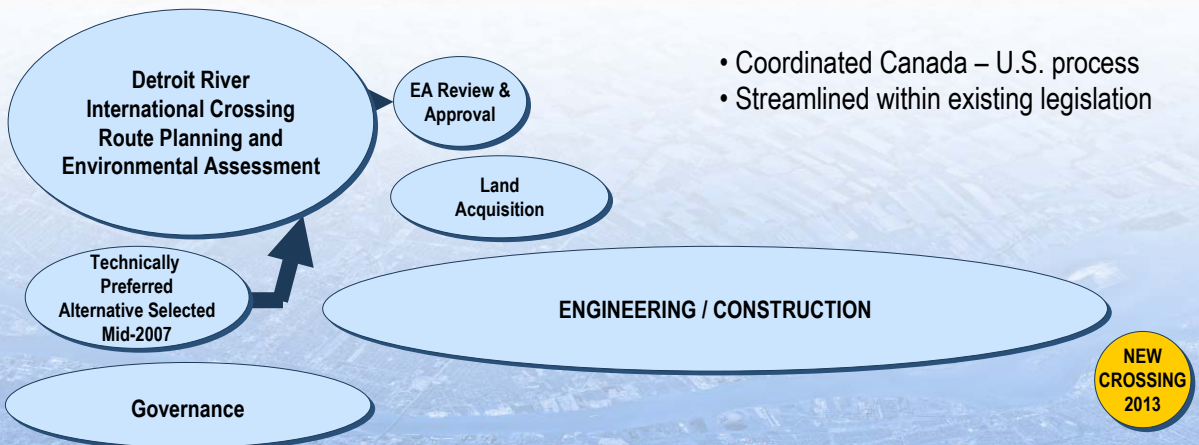 Detroit River
International Crossing
Route Planning and
Environmental Assessment
EA Review &
Approval
• Coordinated Canada – U.S. process
• Streamlined within existing legislation
Land
Acquisition
Technically
Preferred
Alternative Selected
Mid-2007
ENGINEERING / CONSTRUCTION
NEW
CROSSING
2013
Governance